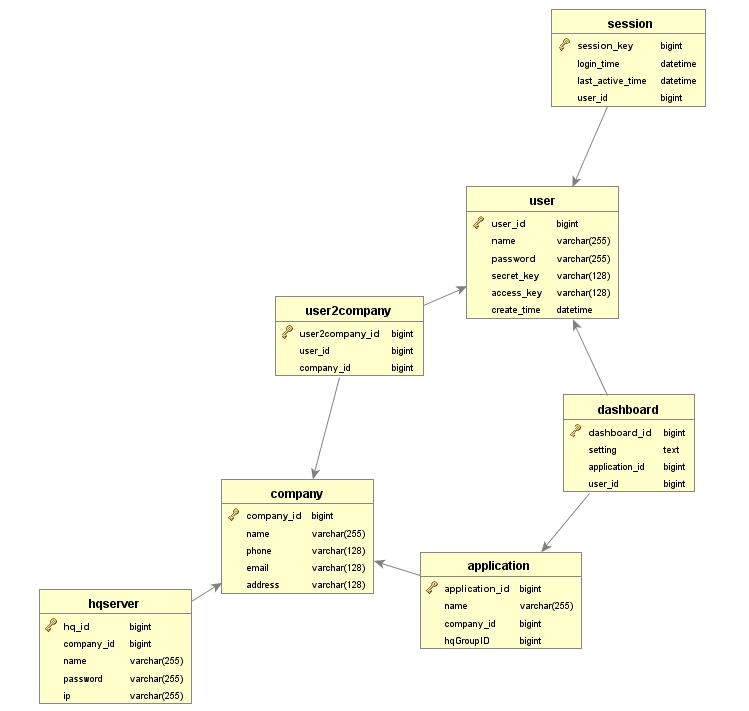 session
session_key bigint
login_time datetime
last_active_time datetime
user_id bigint
user
user_id bigint
name varchar(255)
password varchar(255)
secret_key varchar(128)
access_key varchar(128)
create_time datetime
user2company
user2company_id bigint
user_id bigint
company_id bigint
dashboard
dashboard_id bigint
setting text
application_id bigint
user_id bigint
company
company_id bigint
name varchar(255)
phone varchar(128)
email varchar(128)
address varchar(128)
application
application_id bigint
name varchar(255)
company_id bigint
hqGroupID bigint
hqserver
hq_id bigint
company_id bigint
name varchar(255)
password varchar(255)
ip varchar(255)